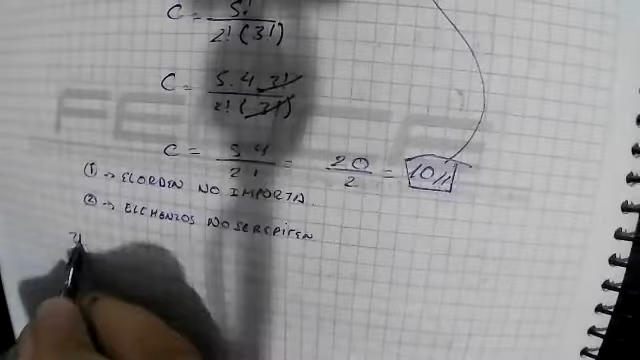 C = 5! / 2! (3!)
C = 5.4.3! / 2! (3!)
C = 5.4 / 2.1 = 20 / 2 = 10//
① → EL ORDEN NO IMPORTA.
② → ELEMENTOS NO SE REPITEN